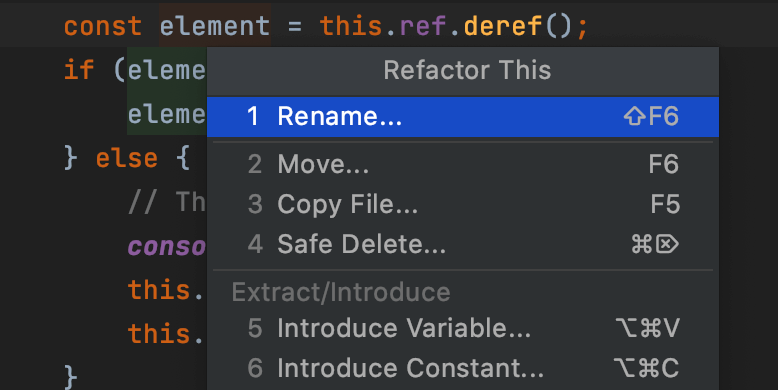 const element = this.ref.deref();
if (eleme
Refactor This
eleme
1 Rename... ⇧F6
} else {
2 Move... F6
// Th
3 Copy File... F5
conso
4 Safe Delete... ⌘⌦
this.
Extract/Introduce
this.
5 Introduce Variable... ⌥⌘V
}
6 Introduce Constant... ⌥⌘C